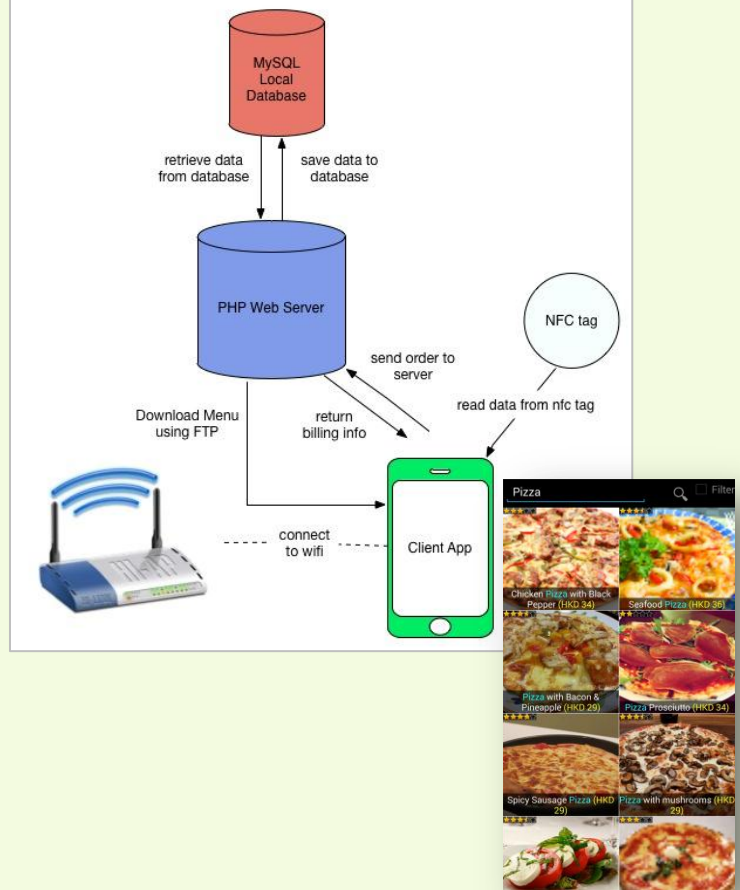 MySQL
Local
Database
retrieve data
from database
save data to
database
PHP Web Server
NFC tag
send order to
server
read data from nfc tag
Download Menu
using FTP
return
billing info
connect
to wifi
Client App
Pizza
Filter
Chicken Pizza with Black
Pepper (HKD 34)
Seafood Pizza (HKD 36)
Pizza with Bacon &
Pineapple (HKD 29)
Pizza Prosciutto (HKD 34)
Spicy Sausage Pizza (HKD
29)
Pizza with mushrooms (HKD
29)